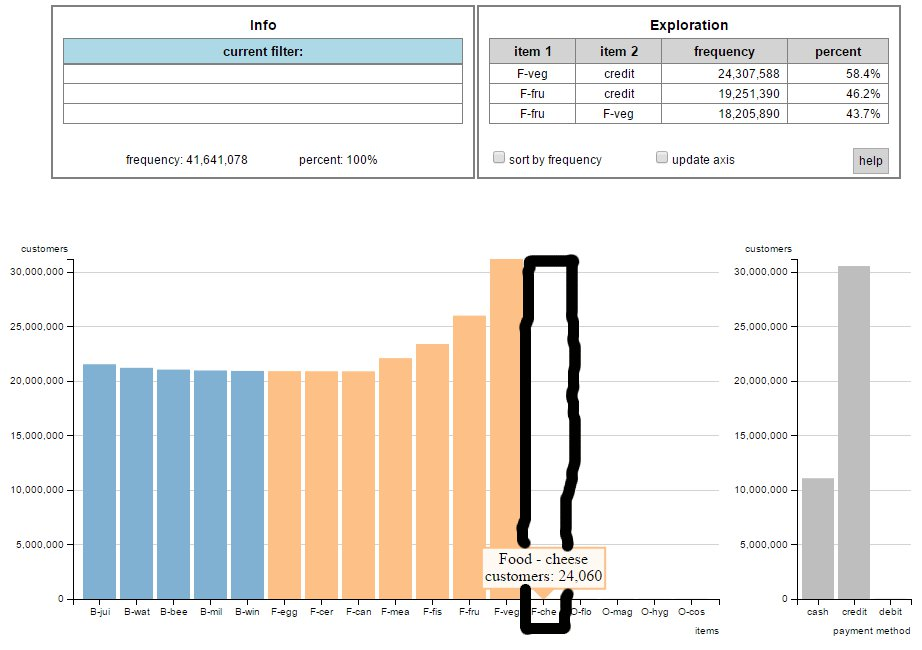 Info
current filter:
frequency: 41,641,078 percent: 100%
Exploration
item 1 item 2 frequency percent
F-veg credit 24,307,588 58.4%
F-fru credit 19,251,390 46.2%
F-fru F-veg 18,205,890 43.7%
sort by frequency update axis help
customers
30,000,000
25,000,000
20,000,000
15,000,000
10,000,000
5,000,000
0
Food - cheese
customers: 24,060
B-jui B-wat B-bee B-mil B-win F-egg F-cer F-can F-mea F-fis F-fru F-veg F-che O-flo O-mag O-hyg O-cos
items
customers
30,000,000
25,000,000
20,000,000
15,000,000
10,000,000
5,000,000
0
cash credit debit
payment method